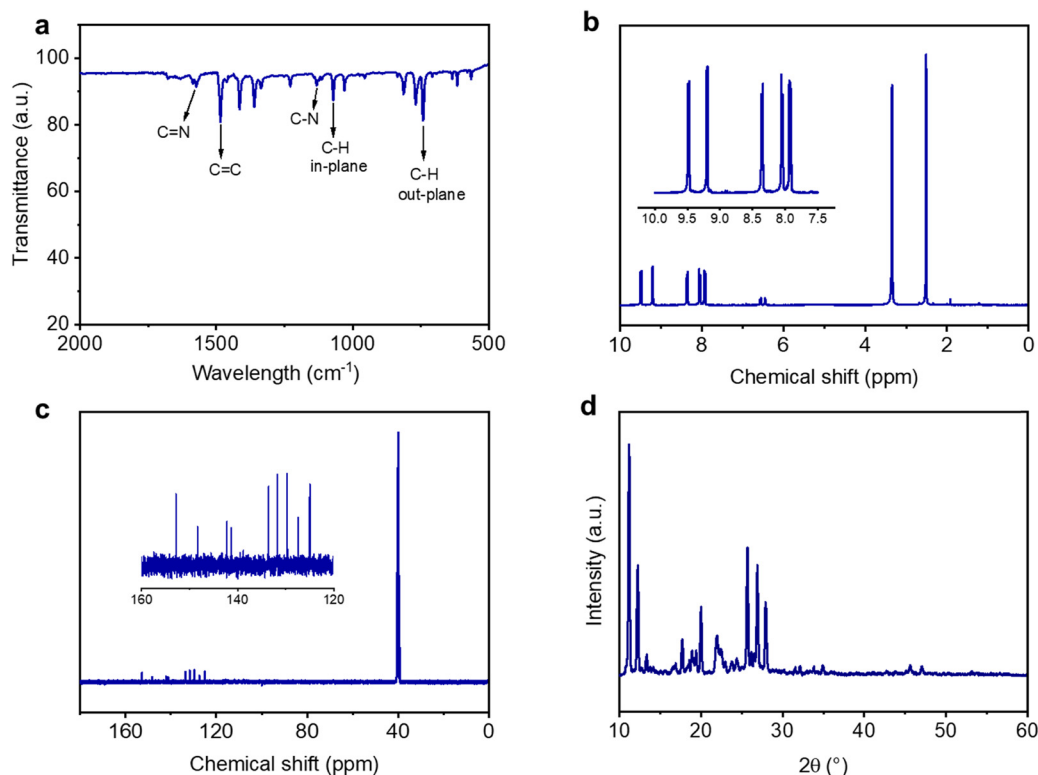 a
Transmittance (a.u.)
100
80
60
40
20
C=N
C=C
C-N
C-H
in-plane
C-H
out-plane
2000
1500
1000
500
Wavelength (cm⁻¹)
b
10.0
9.5
9.0
8.5
8.0
7.5
10
8
6
4
2
0
Chemical shift (ppm)
c
160
140
120
160
120
80
40
0
Chemical shift (ppm)
d
Intensity (a.u.)
10
20
30
40
50
60
2θ (°)